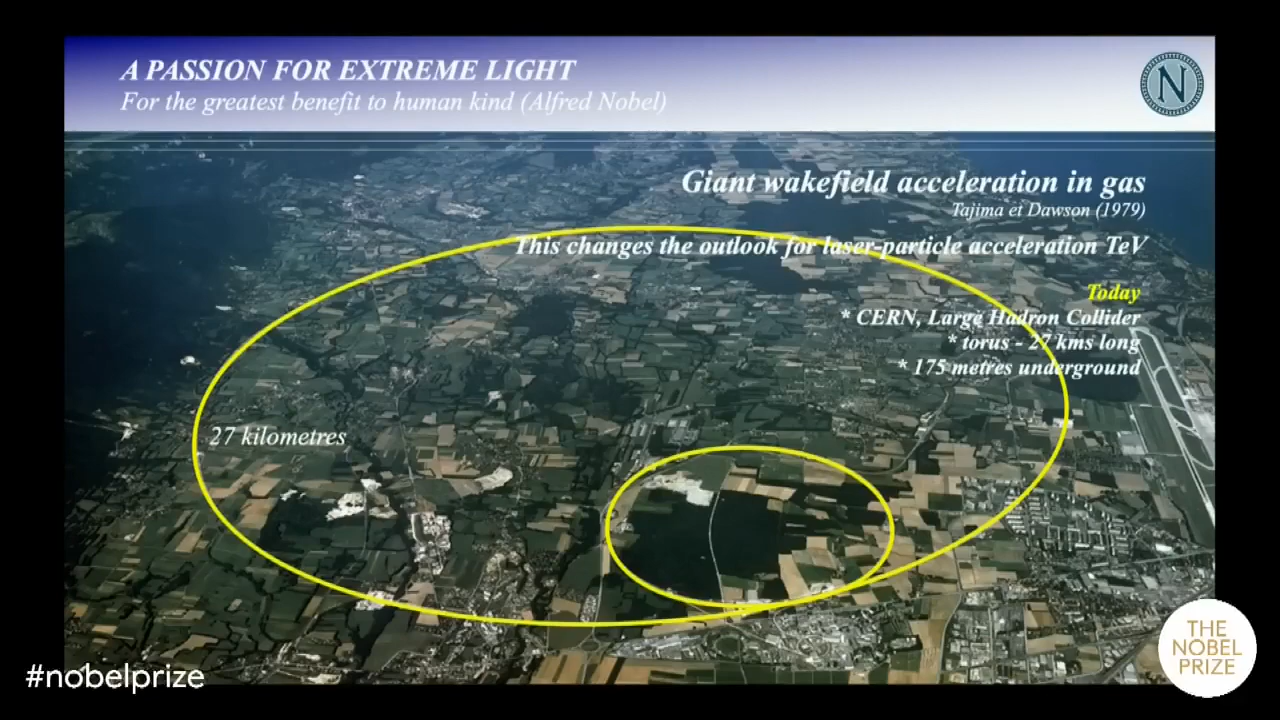 A PASSION FOR EXTREME LIGHT
For the greatest benefit to human kind (Alfred Nobel)
N
Giant wakefield acceleration in gas
Tajima et Dawson (1979)
This changes the outlook for laser-particle acceleration TeV
Today
* CERN, Large Hadron Collider
* torus - 27 kms long
* 175 metres underground
27 kilometres
#nobelprize
THE
NOBEL
PRIZE